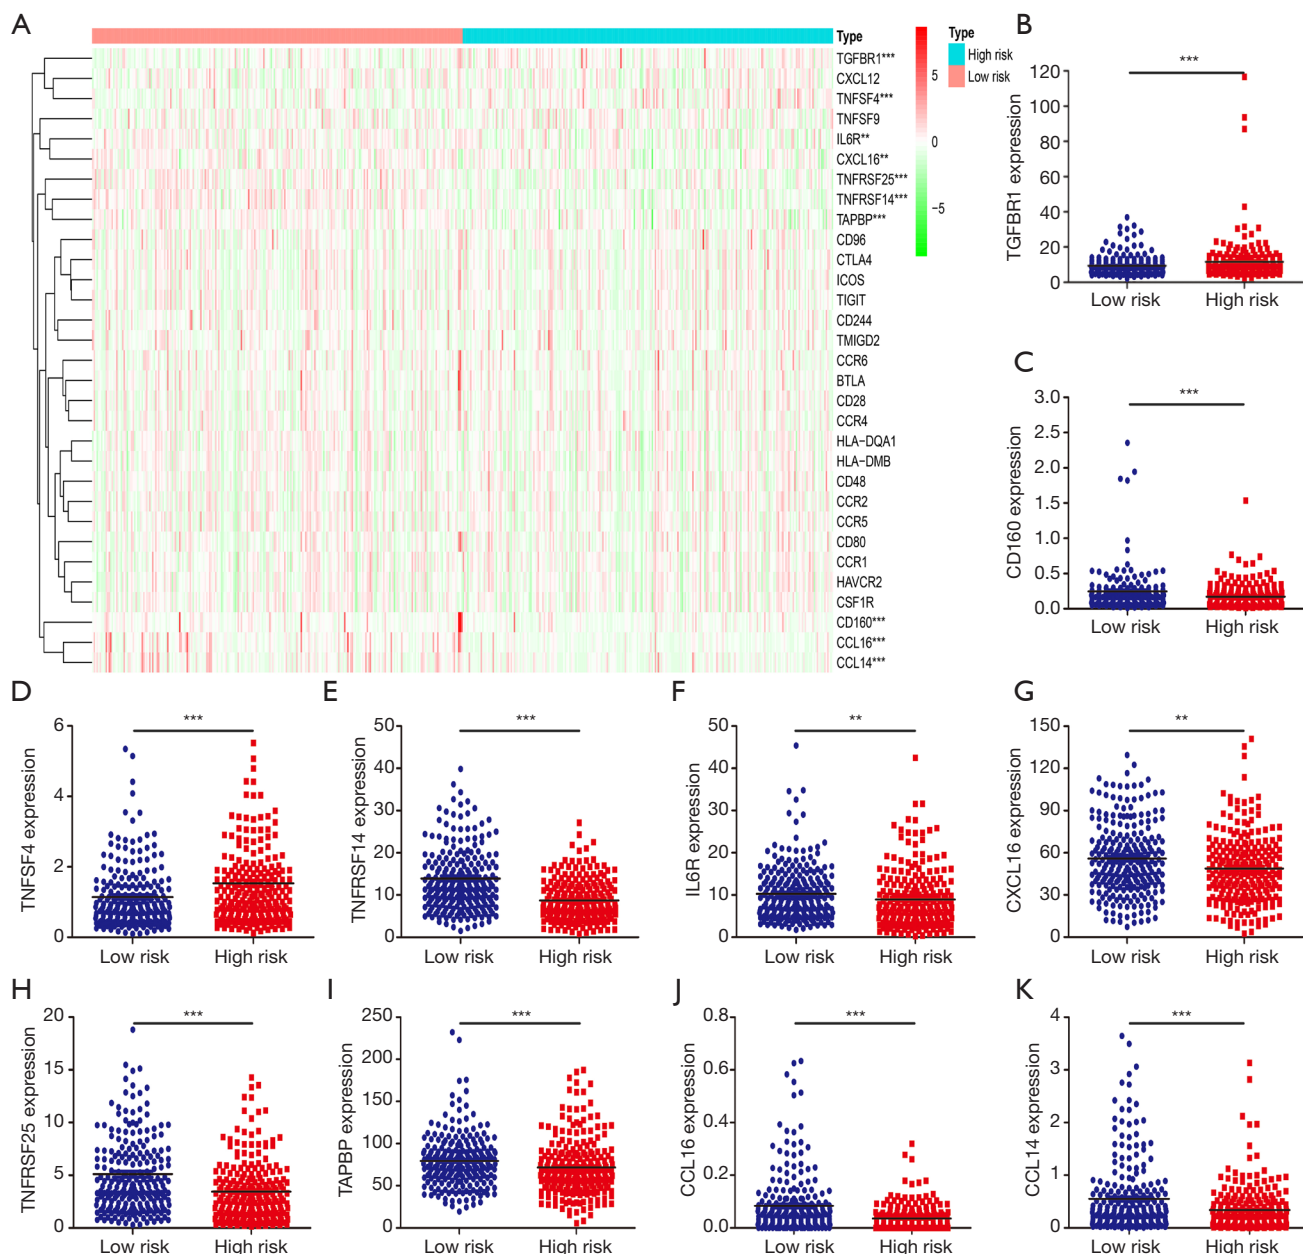 A
Type
TGFBR1***
CXCL12
TNFSF4***
TNFSF9
IL6R**
CXCL16**
TNFRSF25***
TNFRSF14***
TAPBP***
CD96
CTLA4
ICOS
TIGIT
CD244
TMIGD2
CCR6
BTLA
CD28
CCR4
HLA−DQA1
HLA−DMB
CD48
CCR2
CCR5
CD80
CCR1
HAVCR2
CSF1R
CD160***
CCL16***
CCL14***
5
0
−5
Type
High risk
Low risk
B
***
TGFBR1 expression
120
100
80
60
40
20
0
Low risk High risk
C
***
CD160 expression
3.0
2.5
2.0
1.5
1.0
0.5
0.0
Low risk High risk
D
***
TNFSF4 expression
6
4
2
0
Low risk High risk
E
***
TNFRSF14 expression
50
40
30
20
10
0
Low risk High risk
F
**
IL6R expression
50
40
30
20
10
0
Low risk High risk
G
**
CXCL16 expression
150
120
90
60
30
0
Low risk High risk
H
***
TNFRSF25 expression
20
15
10
5
0
Low risk High risk
I
***
TAPBP expression
250
200
150
100
50
0
Low risk High risk
J
***
CCL16 expression
0.8
0.6
0.4
0.2
0.0
Low risk High risk
K
***
CCL14 expression
4
3
2
1
0
Low risk High risk